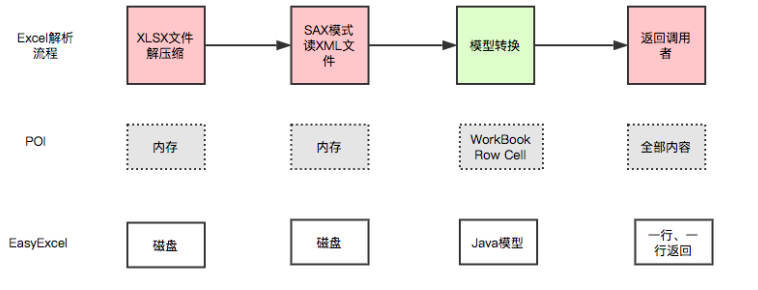 Excel解析
流程
XLSX文件
解压缩
SAX模式
读XML文
件
模型转换
返回调用
者
POI
内存
内存
WorkBook
Row Cell
全部内容
EasyExcel
磁盘
磁盘
Java模型
一行、一
行返回